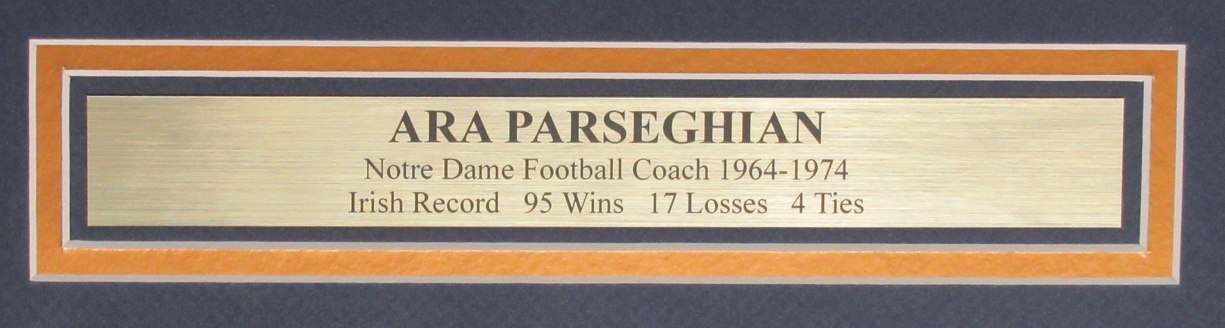 ARA PARSEGHIAN
Notre Dame Football Coach 1964-1974
Irish Record 95 Wins 17 Losses 4 Ties